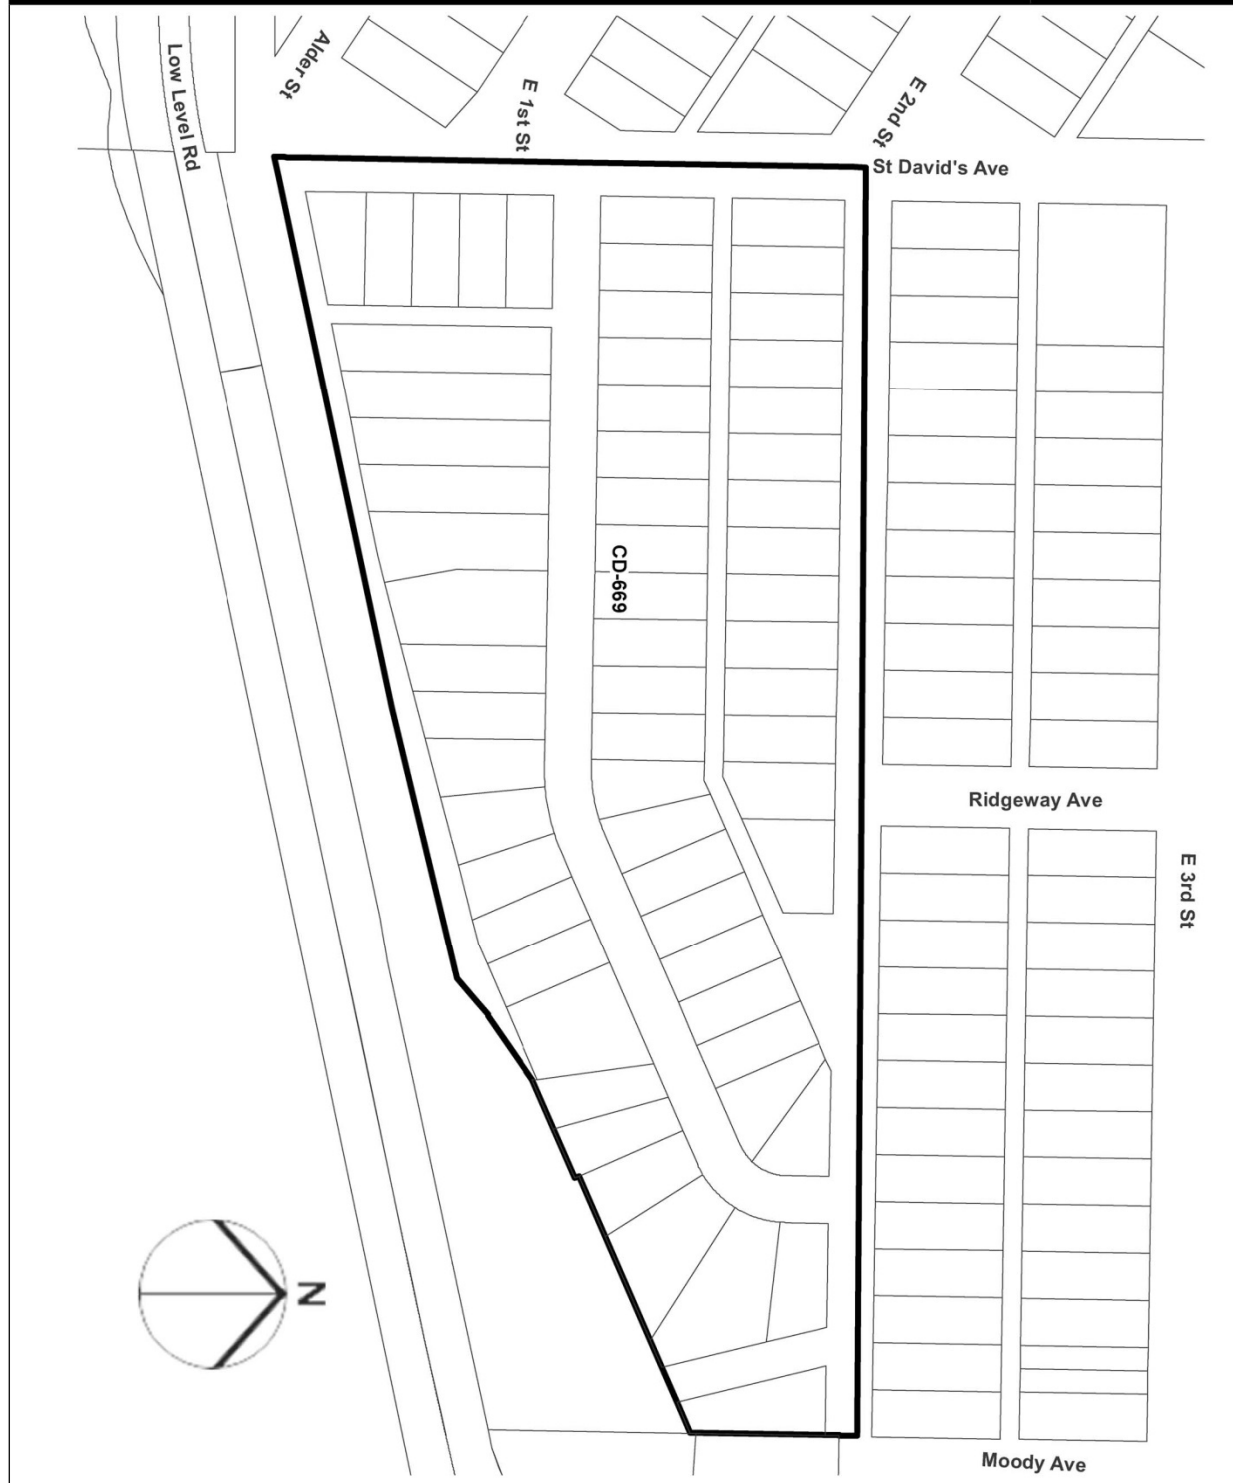 Alder St
Low Level Rd
E 1st St
E 2nd St
St David's Ave
CD-669
Ridgeway Ave
E 3rd St
N
Moody Ave